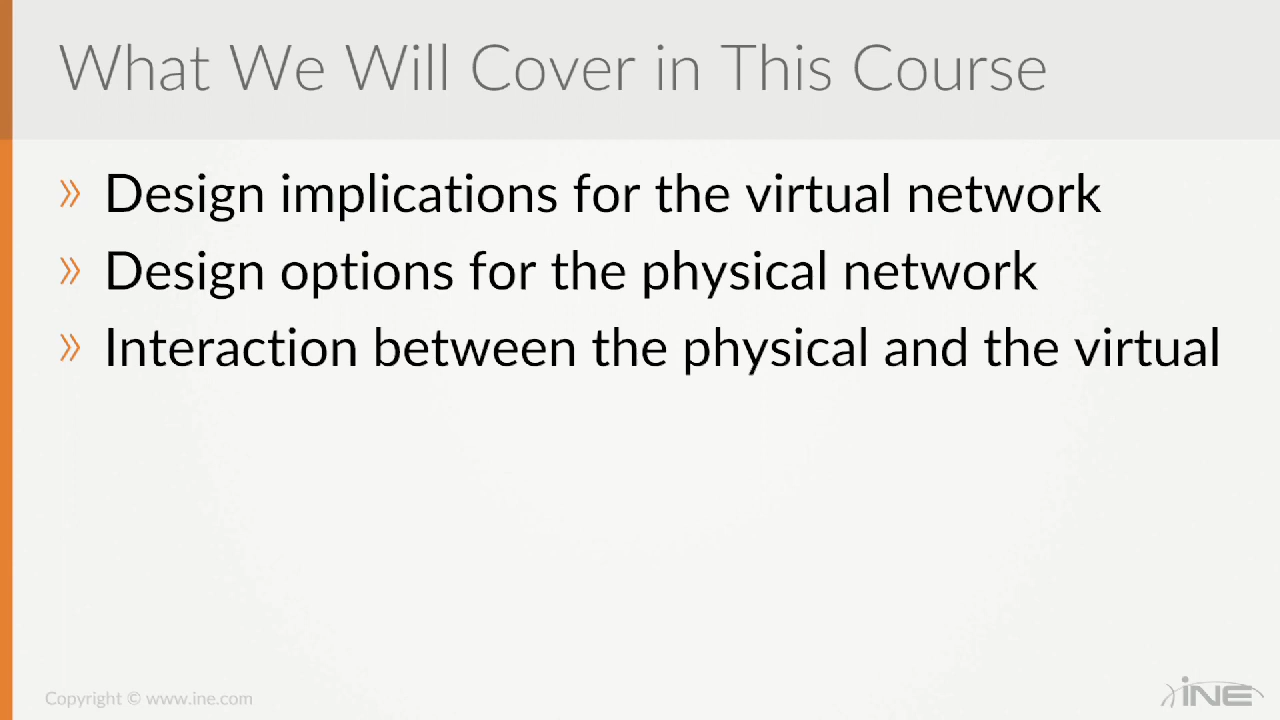 What We Will Cover in This Course
» Design implications for the virtual network
» Design options for the physical network
» Interaction between the physical and the virtual
Copyright © www.ine.com
iNE